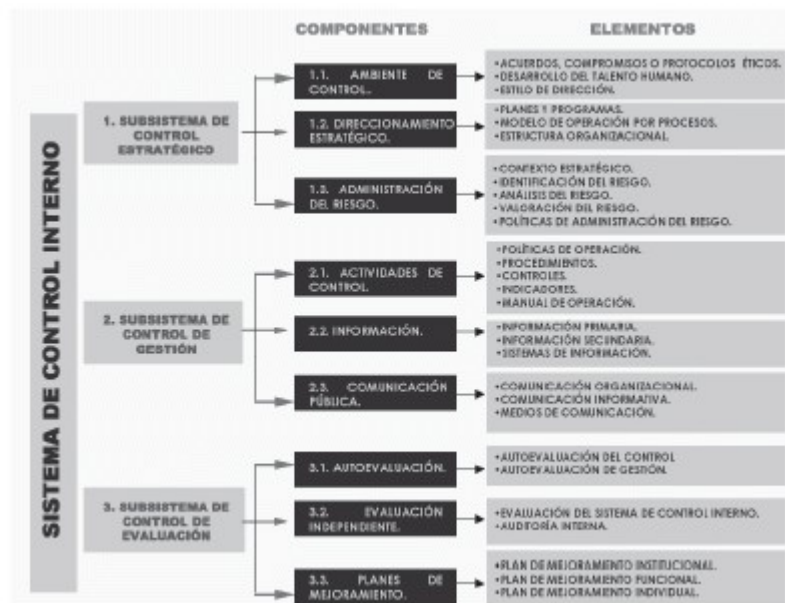 COMPONENTES
ELEMENTOS
SISTEMA DE CONTROL INTERNO
1. SUBSISTEMA DE
CONTROL
ESTRATÉGICO
1.1. AMBIENTE DE
CONTROL.
•ACUERDOS, COMPROMISOS O PROTOCOLOS ÉTICOS.
•DESARROLLO DEL TALENTO HUMANO.
•ESTILO DE DIRECCIÓN.
1.2. DIRECCIONAMIENTO
ESTRATÉGICO.
•PLANES Y PROGRAMAS.
•MODELO DE OPERACIÓN POR PROCESOS.
•ESTRUCTURA ORGANIZACIONAL.
1.3. ADMINISTRACIÓN
DEL RIESGO.
•CONTEXTO ESTRATÉGICO.
•IDENTIFICACIÓN DEL RIESGO.
•ANÁLISIS DEL RIESGO.
•VALORACIÓN DEL RIESGO.
•POLÍTICAS DE ADMINISTRACIÓN DEL RIESGO.
2. SUBSISTEMA DE
CONTROL DE
GESTIÓN
2.1. ACTIVIDADES DE
CONTROL.
•POLÍTICAS DE OPERACIÓN.
•PROCEDIMIENTOS.
•CONTROLES.
•INDICADORES.
•MANUAL DE OPERACIÓN.
2.2. INFORMACIÓN.
•INFORMACIÓN PRIMARIA.
•INFORMACIÓN SECUNDARIA.
•SISTEMAS DE INFORMACIÓN.
2.3. COMUNICACIÓN
PÚBLICA.
•COMUNICACIÓN ORGANIZACIONAL.
•COMUNICACIÓN INFORMATIVA.
•MEDIOS DE COMUNICACIÓN.
3. SUBSISTEMA DE
CONTROL DE
EVALUACIÓN
3.1. AUTOEVALUACIÓN.
•AUTOEVALUACIÓN DEL CONTROL
•AUTOEVALUACIÓN DE GESTIÓN.
3.2. EVALUACIÓN
INDEPENDIENTE.
•EVALUACIÓN DEL SISTEMA DE CONTROL INTERNO.
•AUDITORÍA INTERNA.
3.3. PLANES DE
MEJORAMIENTO.
•PLAN DE MEJORAMIENTO INSTITUCIONAL.
•PLAN DE MEJORAMIENTO FUNCIONAL.
•PLAN DE MEJORAMIENTO INDIVIDUAL.